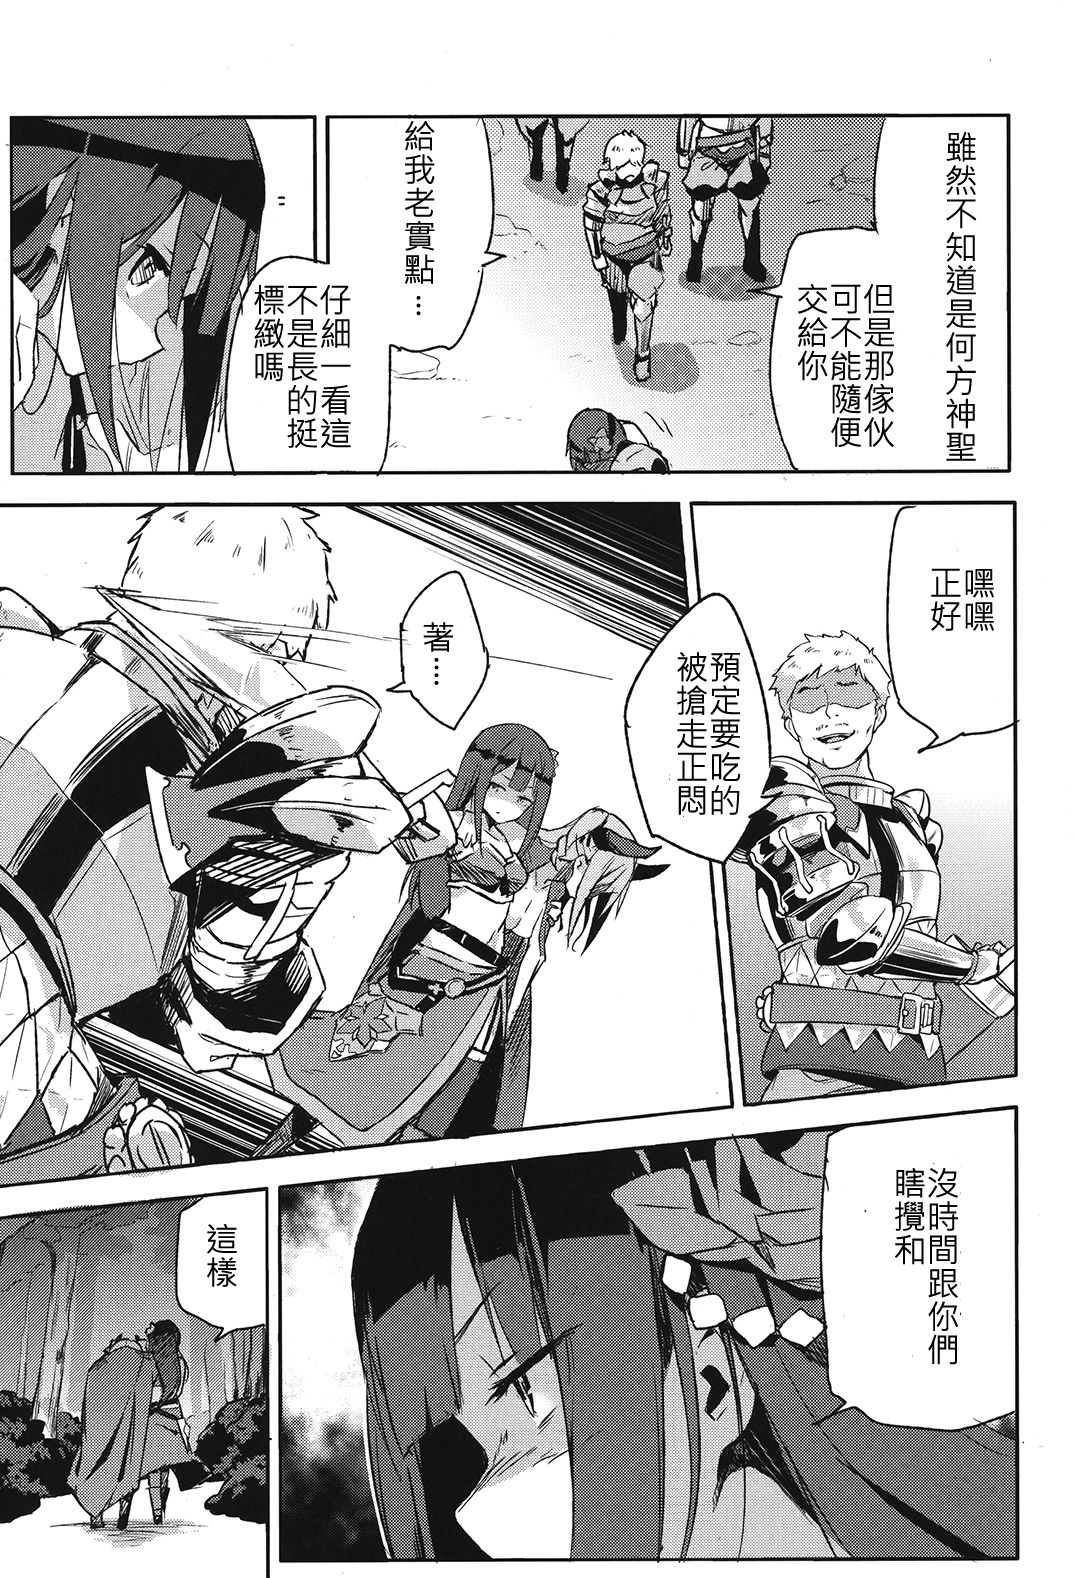 雖然不知道是何方神聖
但是那傢伙
可不能隨便
交給你
給我老實點…
仔細一看這
不是長的挺
標緻嗎
嘿嘿
正好
預定要吃的
被搶走正悶
著…
沒時間跟你們
瞎攪和
這樣